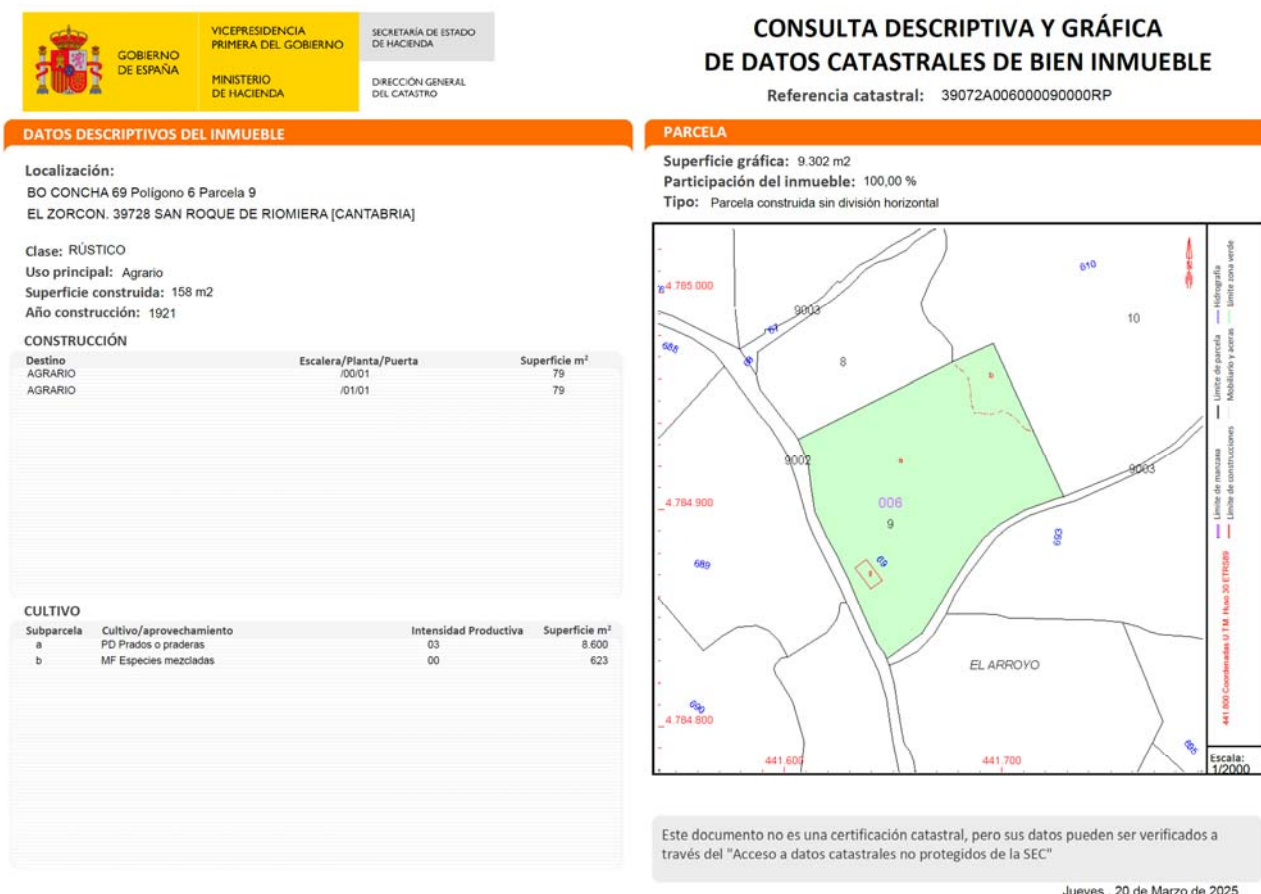 GOBIERNO
DE ESPAÑA
VICEPRESIDENCIA
PRIMERA DEL GOBIERNO
MINISTERIO
DE HACIENDA
SECRETARÍA DE ESTADO
DE HACIENDA
DIRECCIÓN GENERAL
DEL CATASTRO
CONSULTA DESCRIPTIVA Y GRÁFICA
DE DATOS CATASTRALES DE BIEN INMUEBLE
Referencia catastral: 39072A006000090000RP
DATOS DESCRIPTIVOS DEL INMUEBLE
Localización:
BO CONCHA 69 Polígono 6 Parcela 9
EL ZORCON. 39728 SAN ROQUE DE RIOMIERA [CANTABRIA]
Clase: RÚSTICO
Uso principal: Agrario
Superficie construida: 158 m2
Año construcción: 1921
CONSTRUCCIÓN
Destino Escalera/Planta/Puerta Superficie m²
AGRARIO /00/01 79
AGRARIO /01/01 79
CULTIVO
Subparcela Cultivo/aprovechamiento Intensidad Productiva Superficie m²
a PD Prados o praderas 03 8.600
b MF Especies mezcladas 00 623
PARCELA
Superficie gráfica: 9.302 m2
Participación del inmueble: 100,00 %
Tipo: Parcela construida sin división horizontal
610
4.785.000
9003
10
67
688
68
8
b
9002
a
9003
4.784.900
006
9
693
689
69
EL ARROYO
690
4.784.800
695
441.600
441.700
Hidrografía
Límite zona verde
Límite de parcela
Mobiliario y aceras
Límite de manzana
Límite de construcciones
441.800 Coordenadas U.T.M. Huso 30 ETRS89
Escala:
1/2000
Este documento no es una certificación catastral, pero sus datos pueden ser verificados a
través del "Acceso a datos catastrales no protegidos de la SEC"
Jueves , 20 de Marzo de 2025